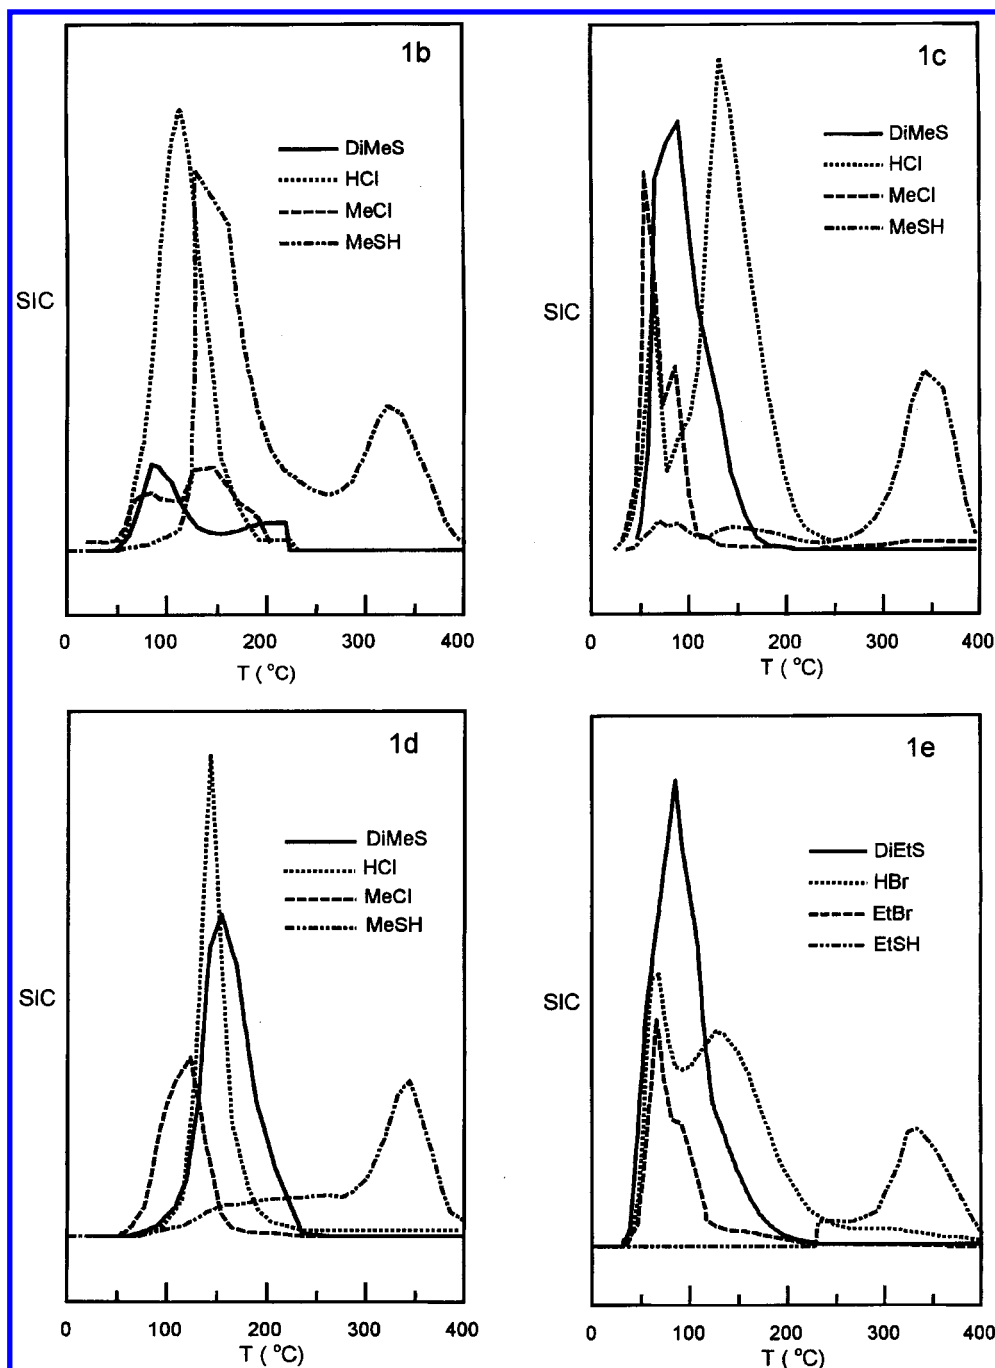 1b
DiMeS
HCl
MeCl
MeSH
SIC
0 100 200 300 400
T ( °C)
1c
DiMeS
HCl
MeCl
MeSH
SIC
0 100 200 300 400
T ( °C)
1d
DiMeS
HCl
MeCl
MeSH
SIC
0 100 200 300 400
T ( °C)
1e
DiEtS
HBr
EtBr
EtSH
SIC
0 100 200 300 400
T ( °C)